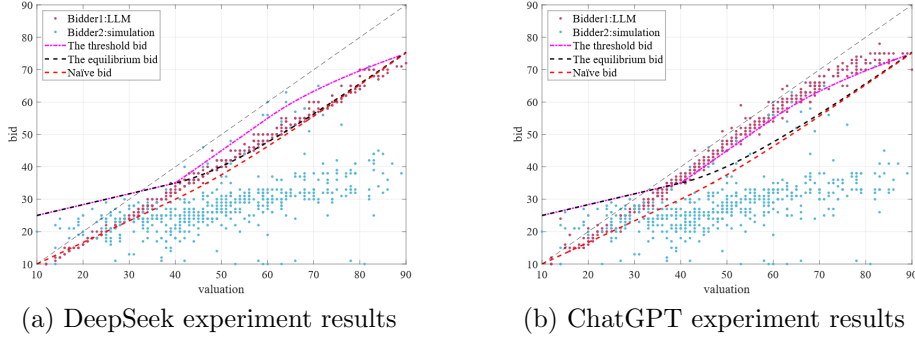 Bidder1:LLM
Bidder2:simulation
The threshold bid
The equilibrium bid
Naïve bid
90
80
70
60
50
40
30
20
10
bid
10 20 30 40 50 60 70 80 90
valuation
(a) DeepSeek experiment results
Bidder1:LLM
Bidder2:simulation
The threshold bid
The equilibrium bid
Naïve bid
90
80
70
60
50
40
30
20
10
bid
10 20 30 40 50 60 70 80 90
valuation
(b) ChatGPT experiment results